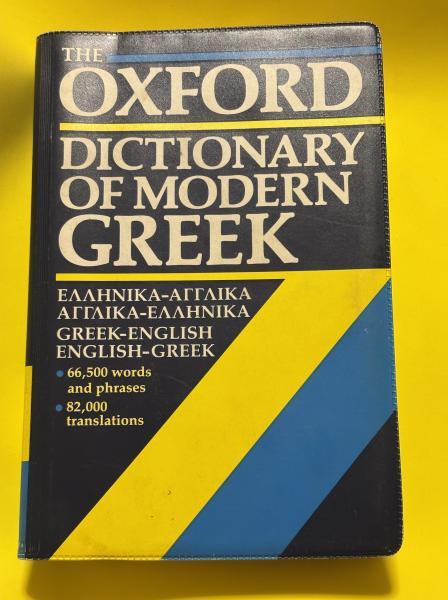 THE
OXFORD
DICTIONARY
OF MODERN
GREEK
ΕΛΛΗΝΙΚΑ-ΑΓΓΛΙΚΑ
ΑΓΓΛΙΚΑ-ΕΛΛΗΝΙΚΑ
GREEK-ENGLISH
ENGLISH-GREEK
• 66,500 words
and phrases
• 82,000
translations